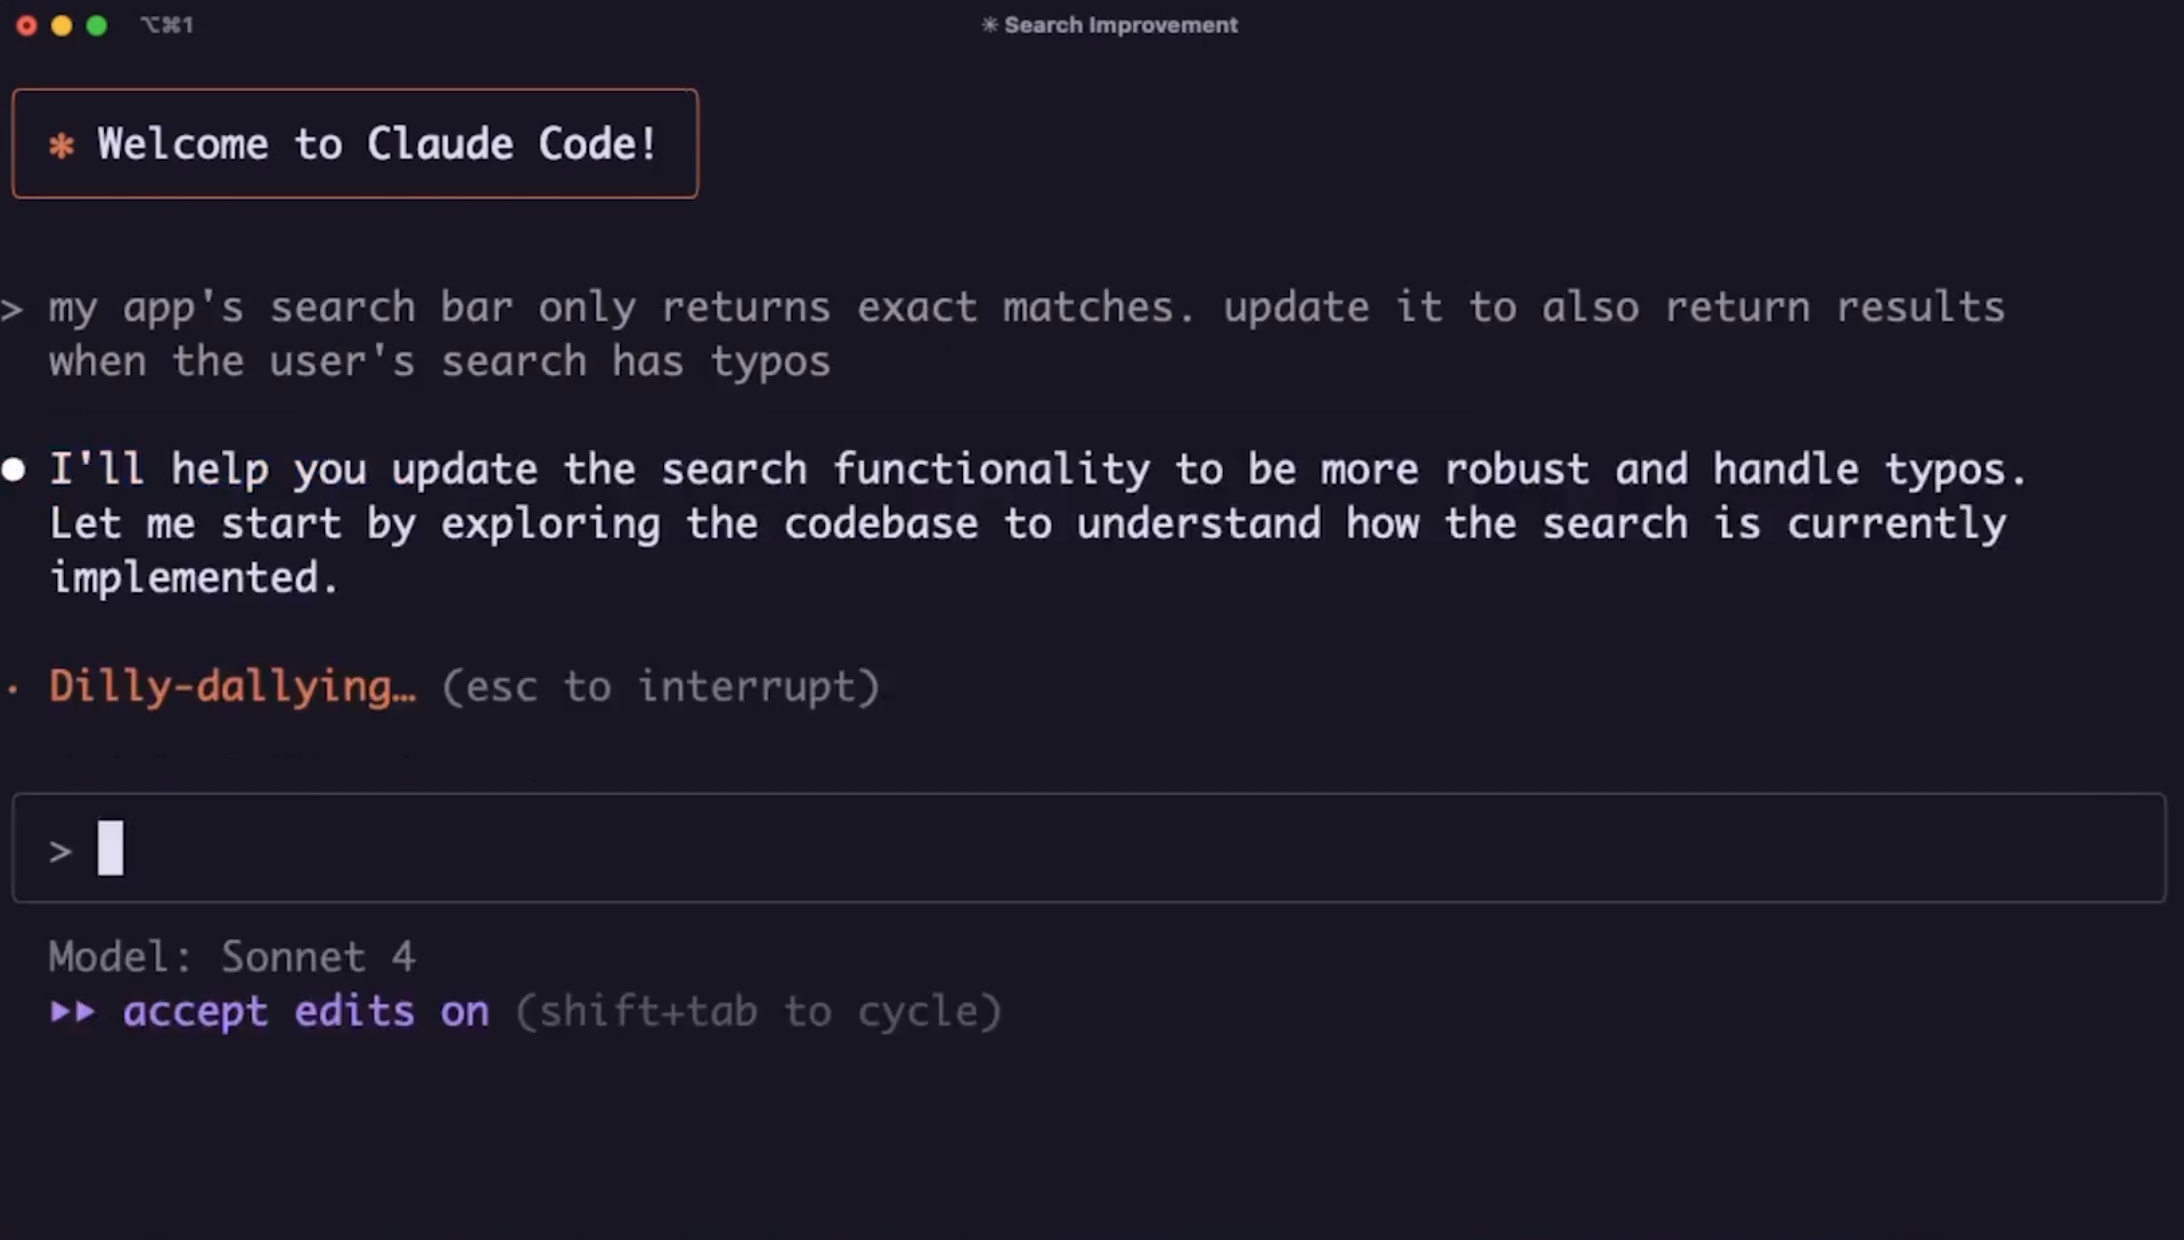 ⌥⌘1
✳ Search Improvement
* Welcome to Claude Code!
> my app's search bar only returns exact matches. update it to also return results
when the user's search has typos
● I'll help you update the search functionality to be more robust and handle typos.
Let me start by exploring the codebase to understand how the search is currently
implemented.
· Dilly-dallying… (esc to interrupt)
>
Model: Sonnet 4
▸▸ accept edits on (shift+tab to cycle)